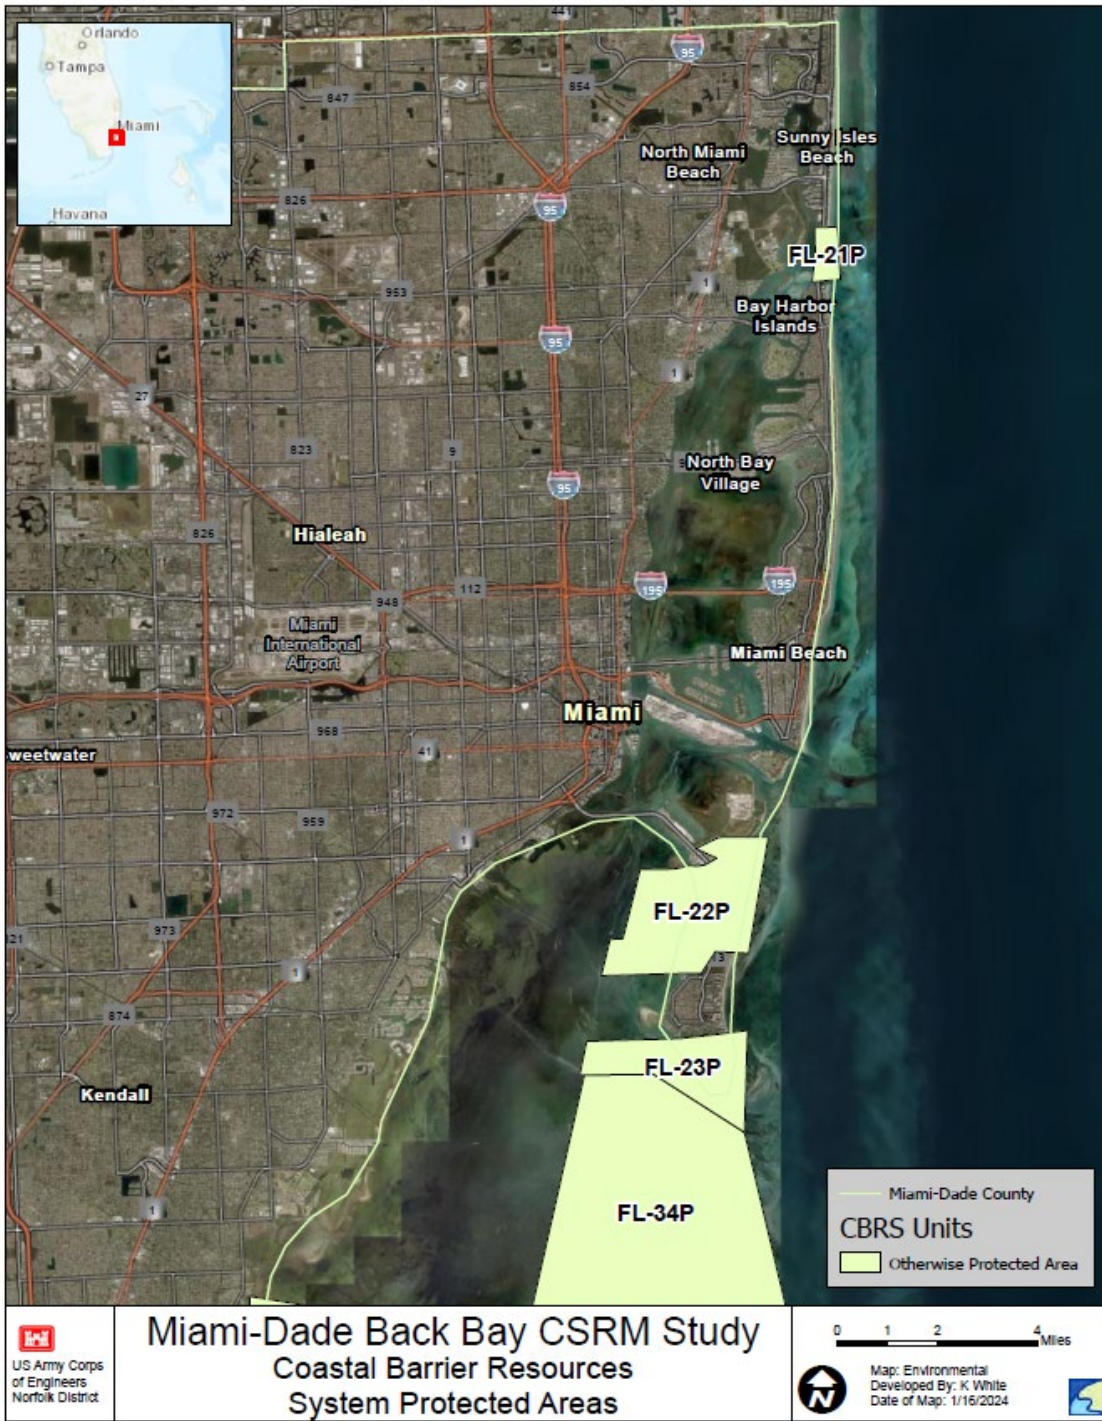 Orlando
Tampa
Miami
Havana
441
95
854
847
North Miami
Beach
Sunny Isles
Beach
826
95
FL-21P
953
1
Bay Harbor
Islands
95
1
27
823
9
North Bay
Village
95
826
Hialeah
195
195
112
948
Miami
International
Airport
Miami Beach
Miami
968
weetwater
41
972
959
1
FL-22P
973
821
1
13
874
FL-23P
Kendall
1
FL-34P
Miami-Dade County
CBRS Units
Otherwise Protected Area
US Army Corps
of Engineers
Norfolk District
Miami-Dade Back Bay CSRM Study
Coastal Barrier Resources
System Protected Areas
0 1 2 4 Miles
N
Map: Environmental
Developed By: K White
Date of Map: 1/16/2024